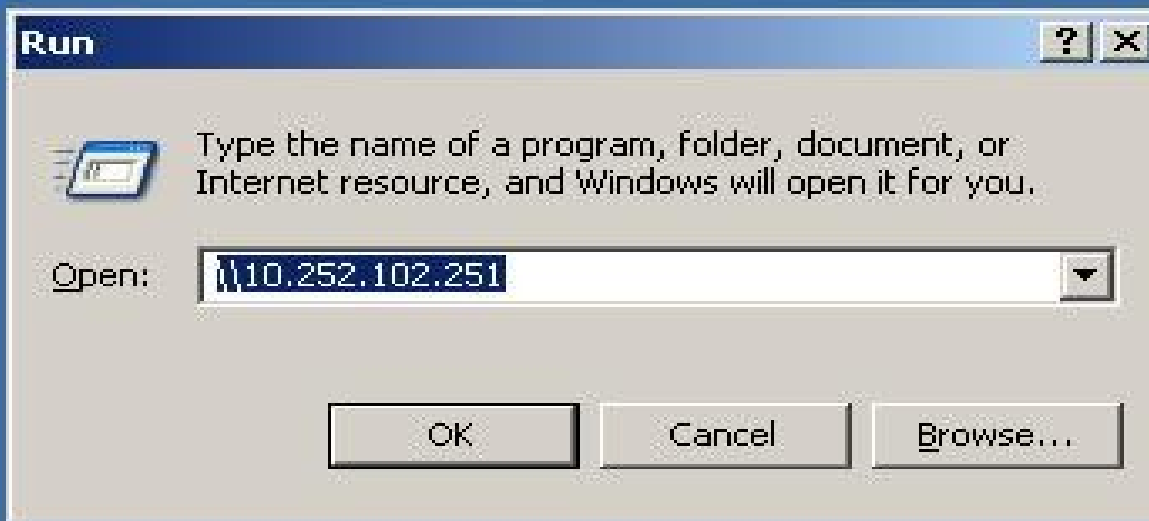 Run
Type the name of a program, folder, document, or
Internet resource, and Windows will open it for you.
Open: \\10.252.102.251
OK Cancel Browse...